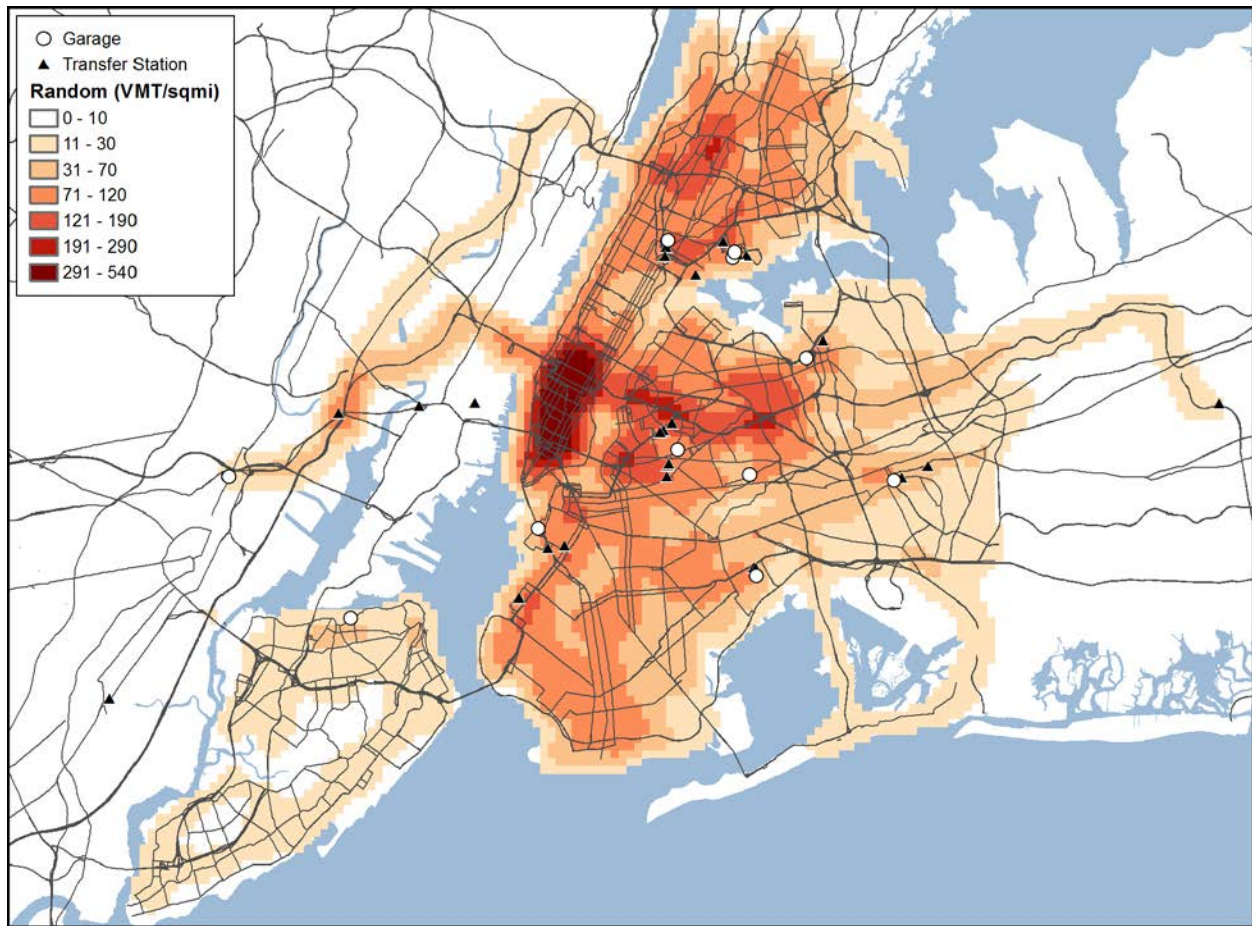 Garage
Transfer Station
Random (VMT/sqmi)
0 - 10
11 - 30
31 - 70
71 - 120
121 - 190
191 - 290
291 - 540